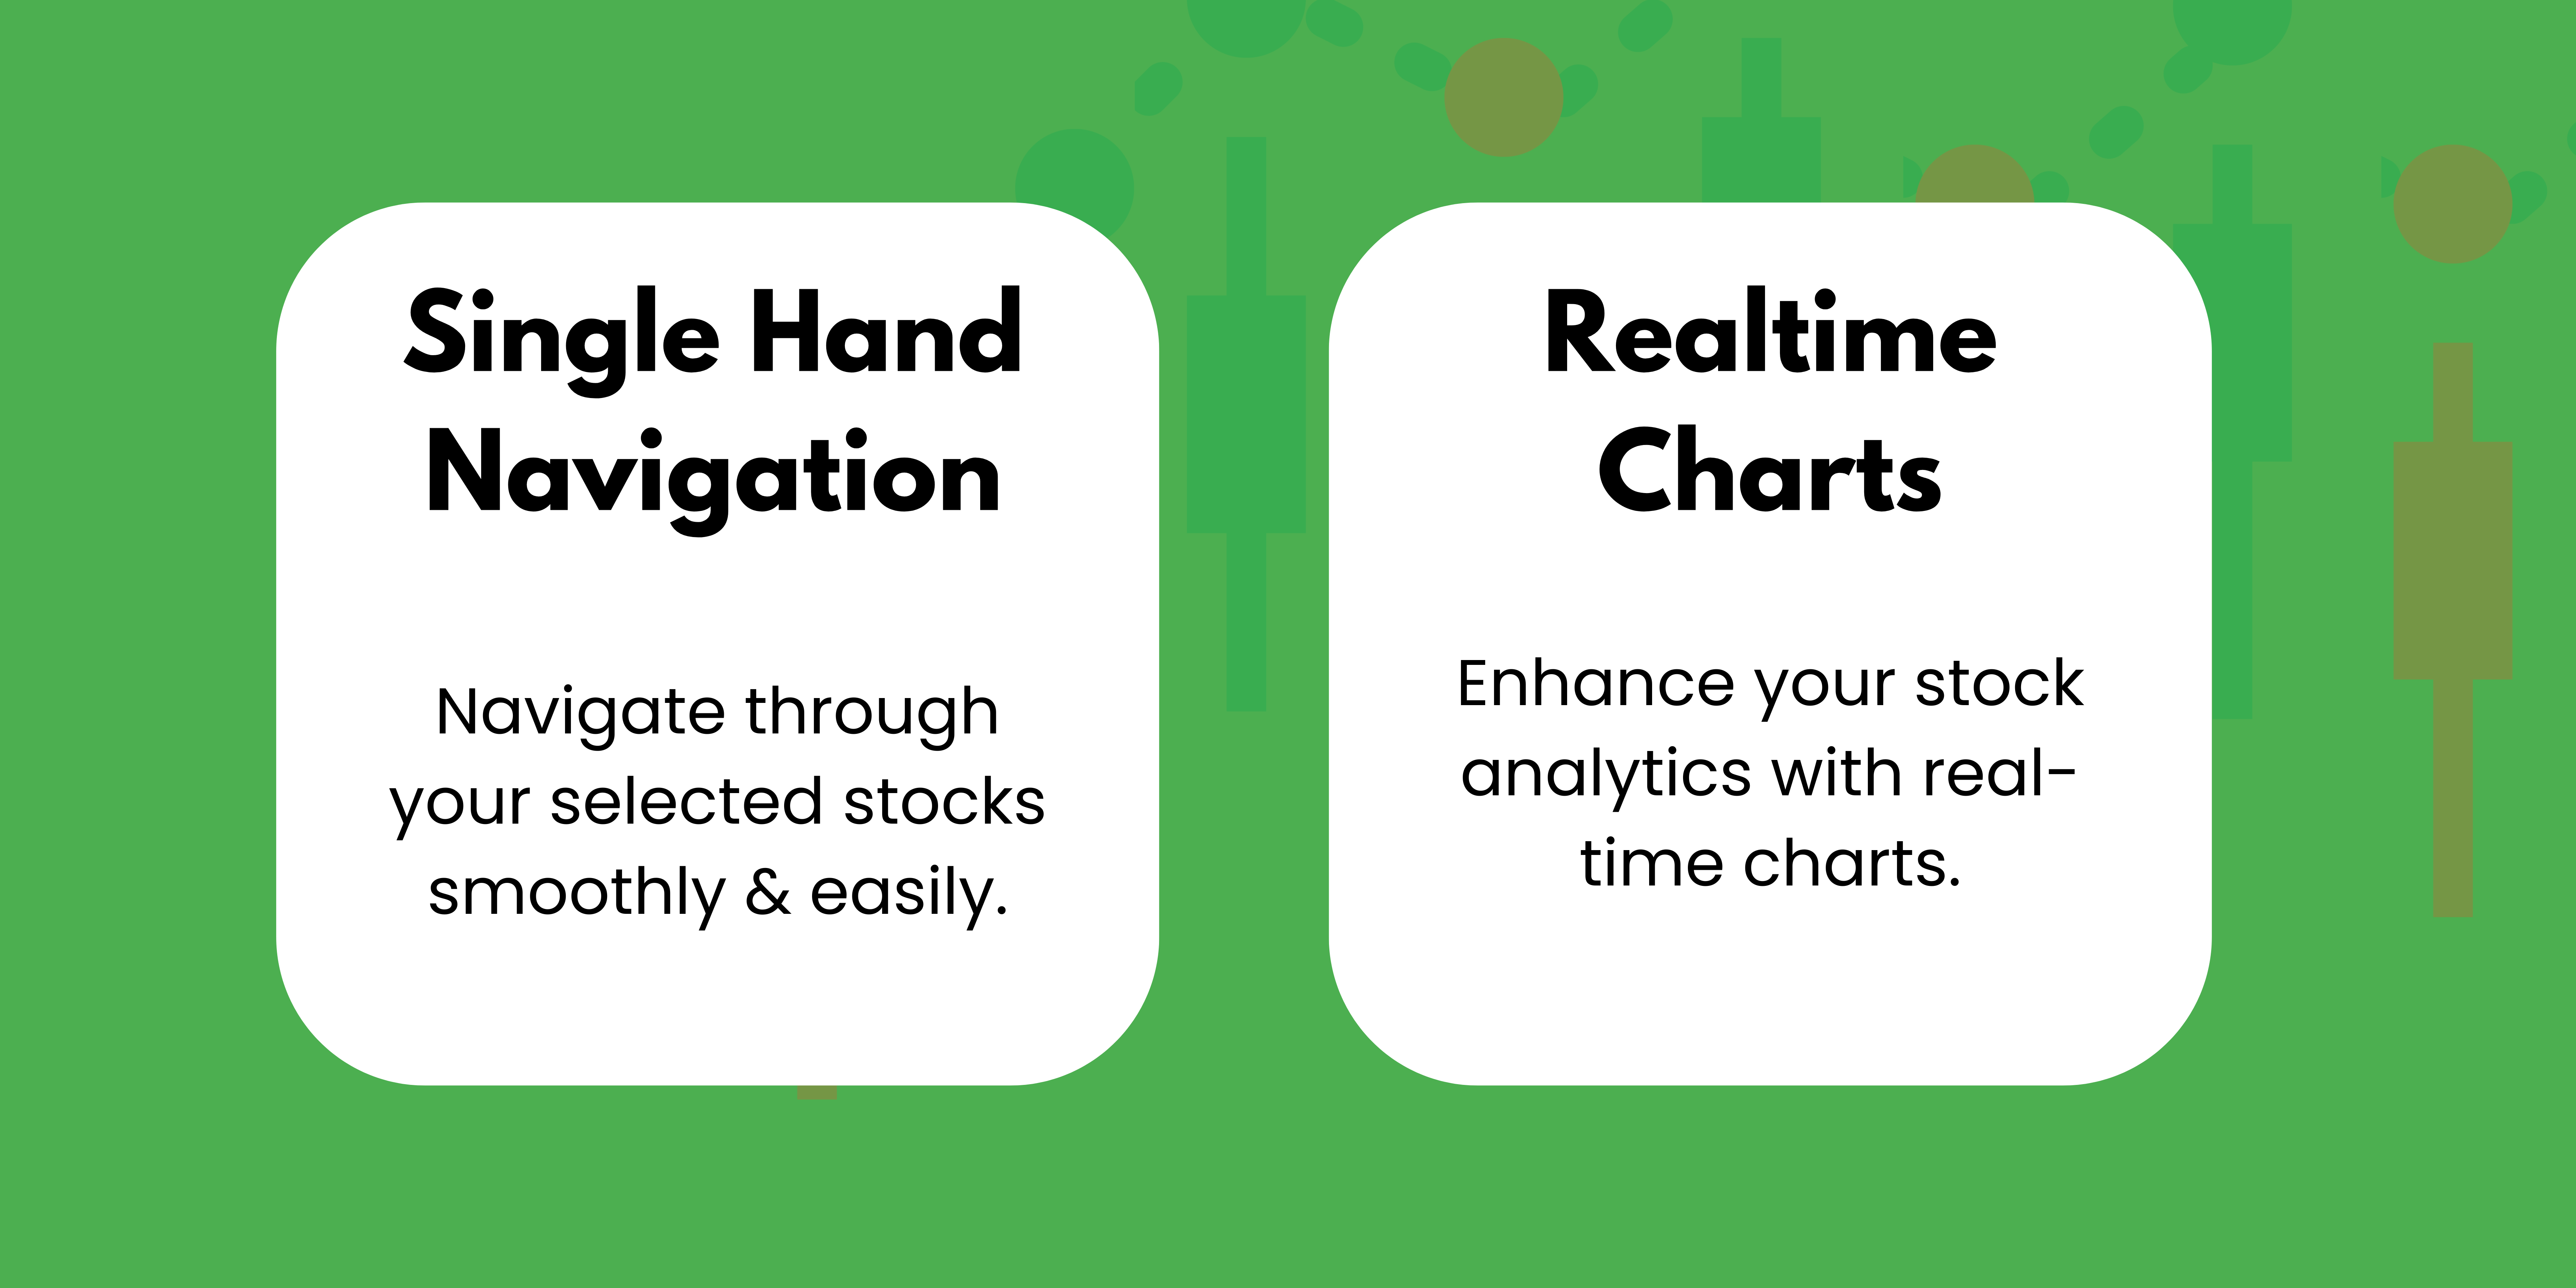 Single Hand
Navigation
Navigate through
your selected stocks
smoothly & easily.
Realtime
Charts
Enhance your stock
analytics with real-
time charts.